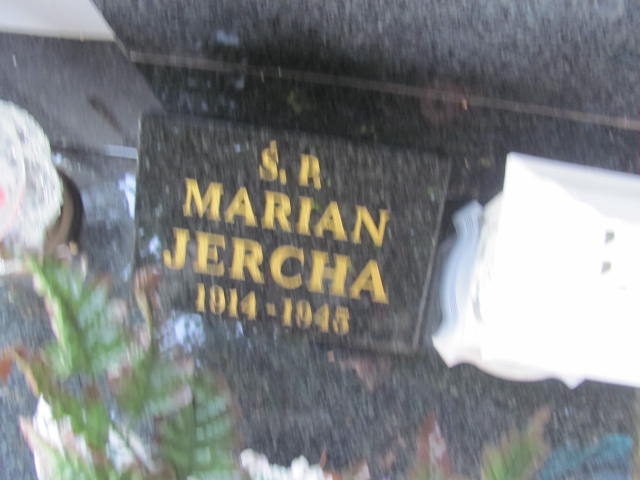 Ś. P.
MARIAN
JERCHA
1914 - 1945